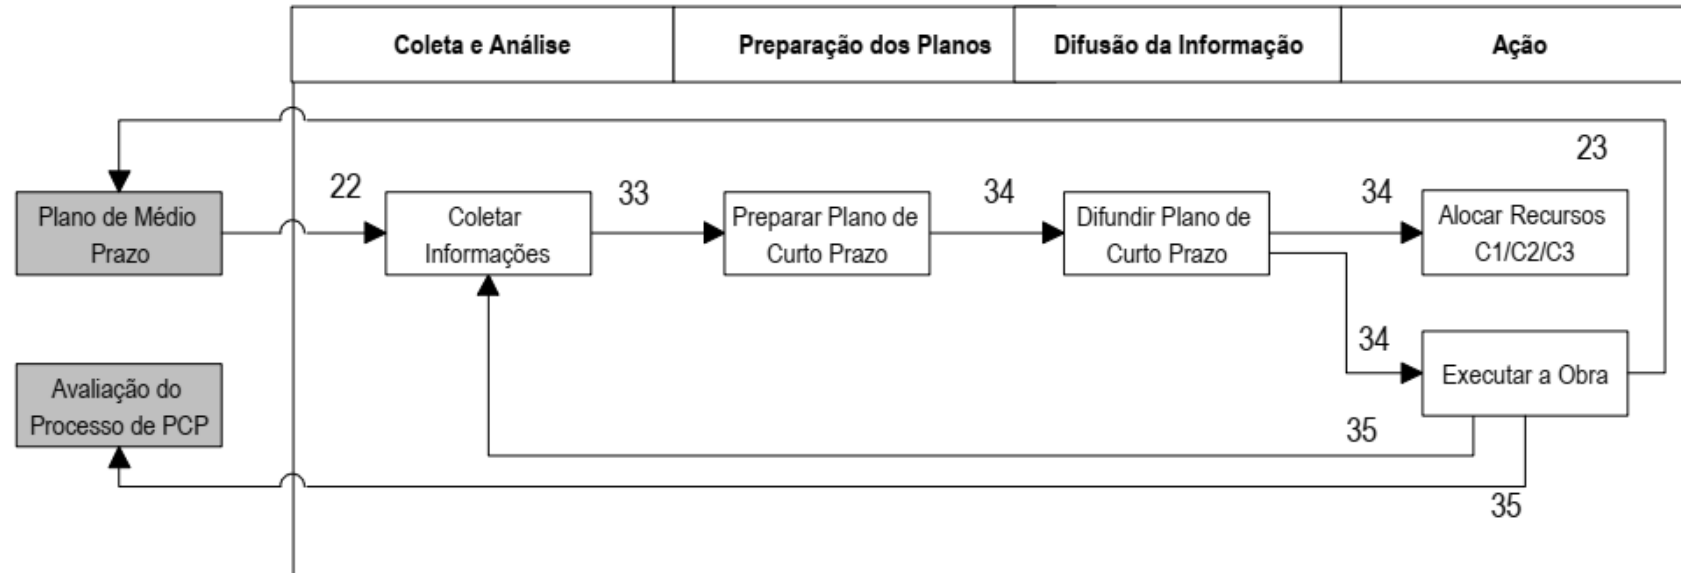 Coleta e Análise
Preparação dos Planos
Difusão da Informação
Ação
23
22
33
34
34
Plano de Médio
Prazo
Coletar
Informações
Preparar Plano de
Curto Prazo
Difundir Plano de
Curto Prazo
Alocar Recursos
C1/C2/C3
34
Avaliação do
Processo de PCP
Executar a Obra
35
35